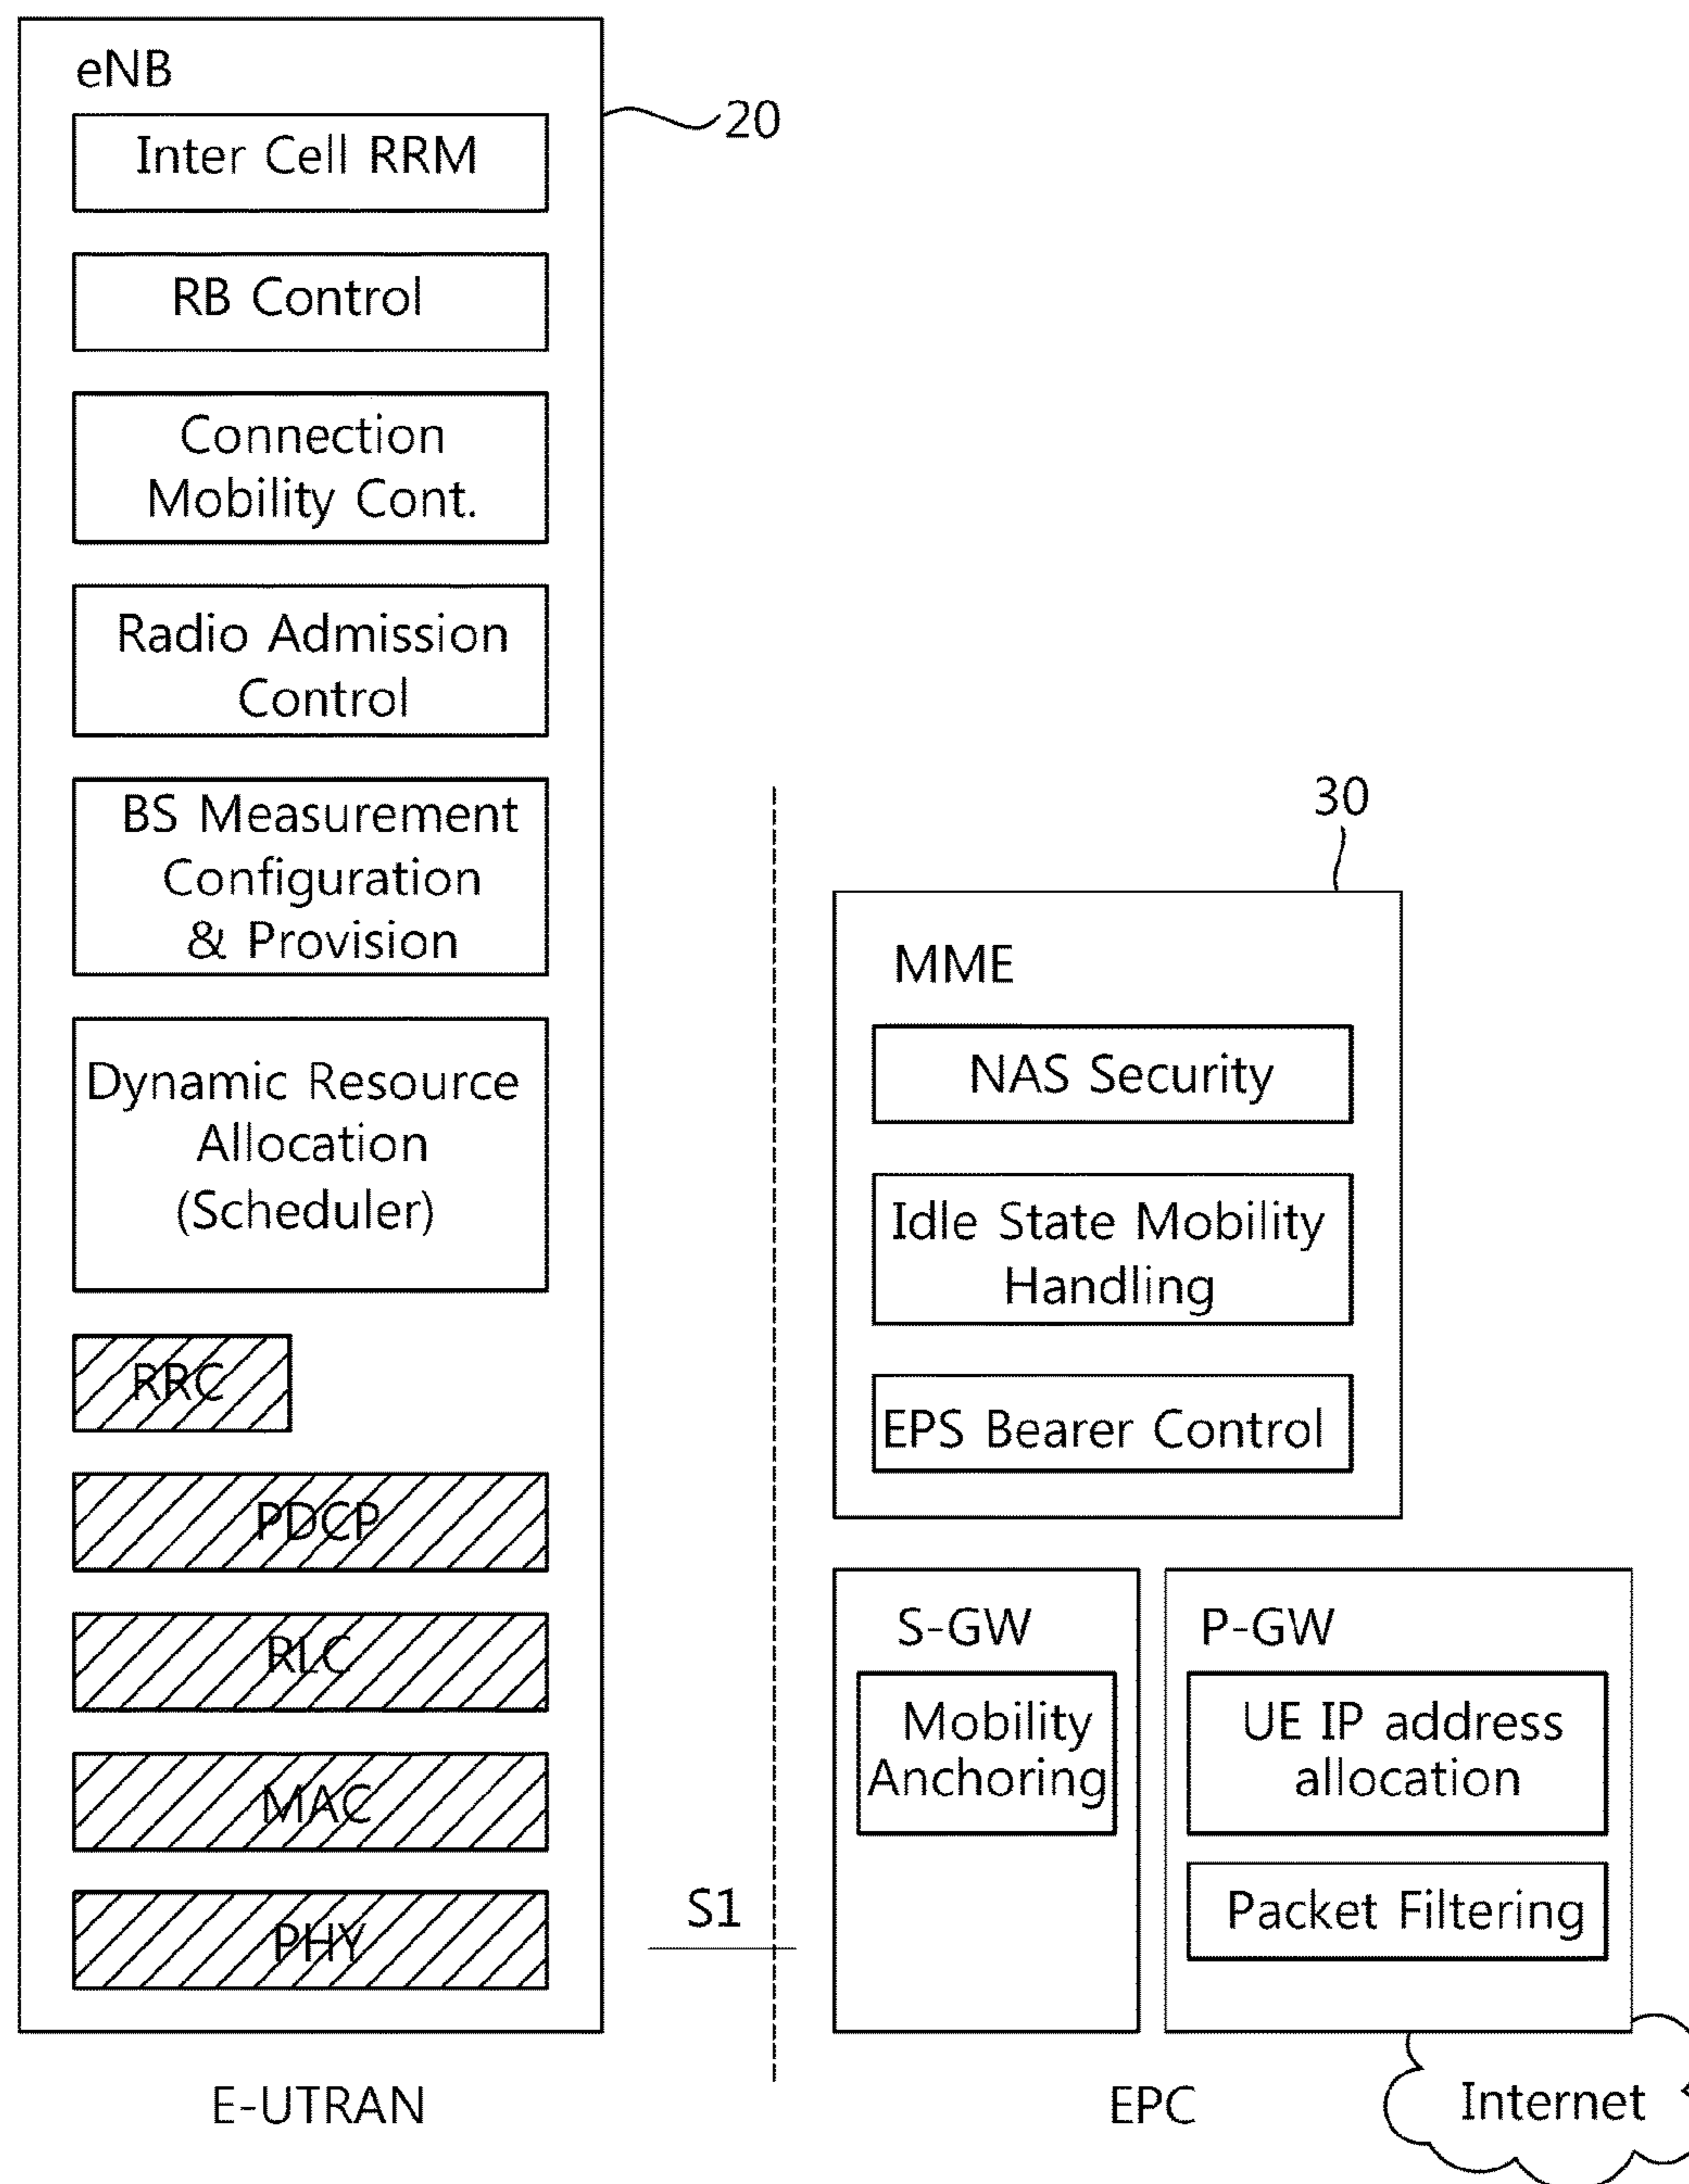 eNB
20
Inter Cell RRM
RB Control
Connection
Mobility Cont.
Radio Admission
Control
BS Measurement
Configuration
& Provision
Dynamic Resource
Allocation
(Scheduler)
RRC
PDCP
RLC
MAC
PHY
S1
E-UTRAN
30
MME
NAS Security
Idle State Mobility
Handling
EPS Bearer Control
S-GW
Mobility
Anchoring
P-GW
UE IP address
allocation
Packet Filtering
EPC
Internet